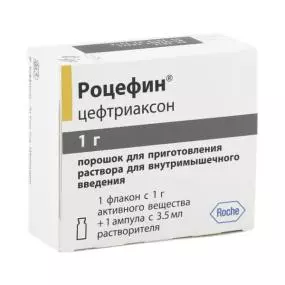 Роцефин®
цефтриаксон
1 г
порошок для приготовления
раствора для внутримышечного
введения
1 флакон с 1 г
активного вещества
+ 1 ампула с 3.5 мл
растворителя
Roche